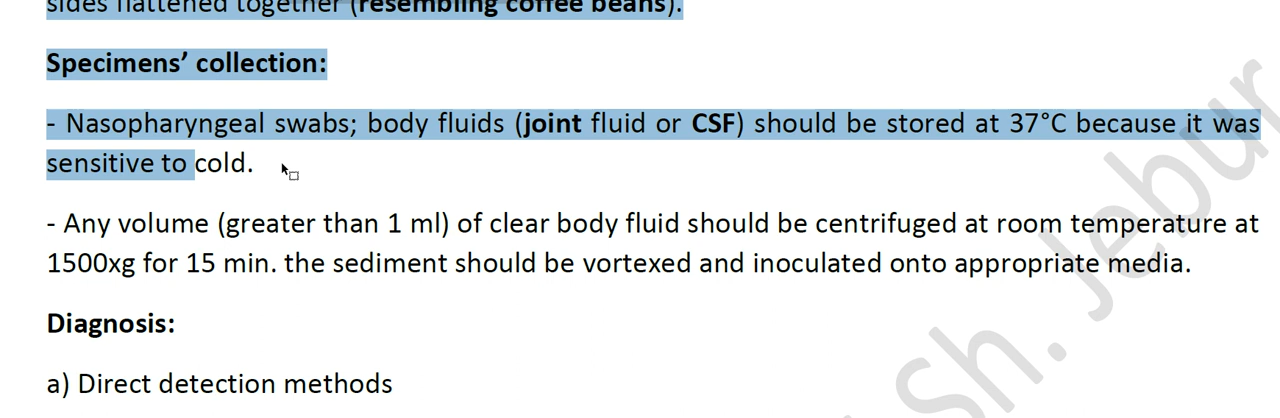 sides flattened together (resembling coffee beans).
Specimens’ collection:
- Nasopharyngeal swabs; body fluids (joint fluid or CSF) should be stored at 37°C because it was
sensitive to cold.
- Any volume (greater than 1 ml) of clear body fluid should be centrifuged at room temperature at
1500xg for 15 min. the sediment should be vortexed and inoculated onto appropriate media.
Diagnosis:
a) Direct detection methods
Sh. Jebur